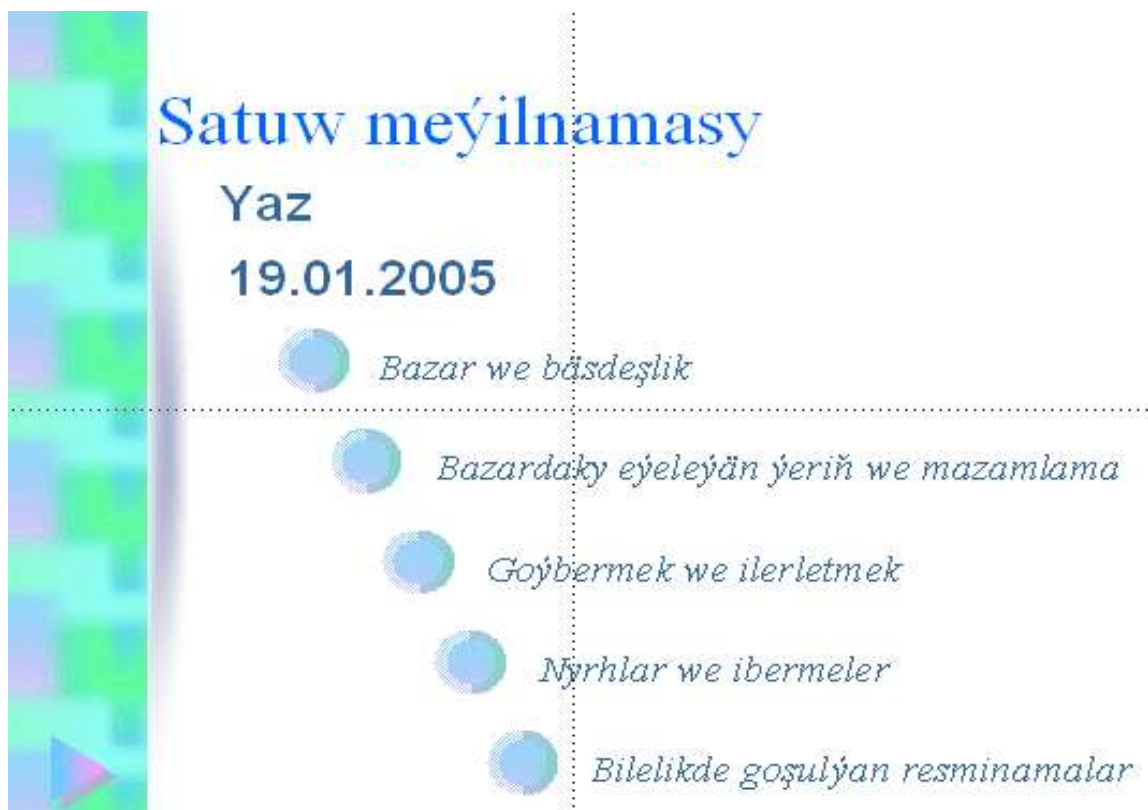 Satuw meýilnamasy
Yaz
19.01.2005
Bazar we bäsdeşlik
Bazardaky eýeleýän ýeriň we mazamlama
Goýbermek we ilerletmek
Nyrhlar we ibermeler
Bilelikde goşulýan resminamalar